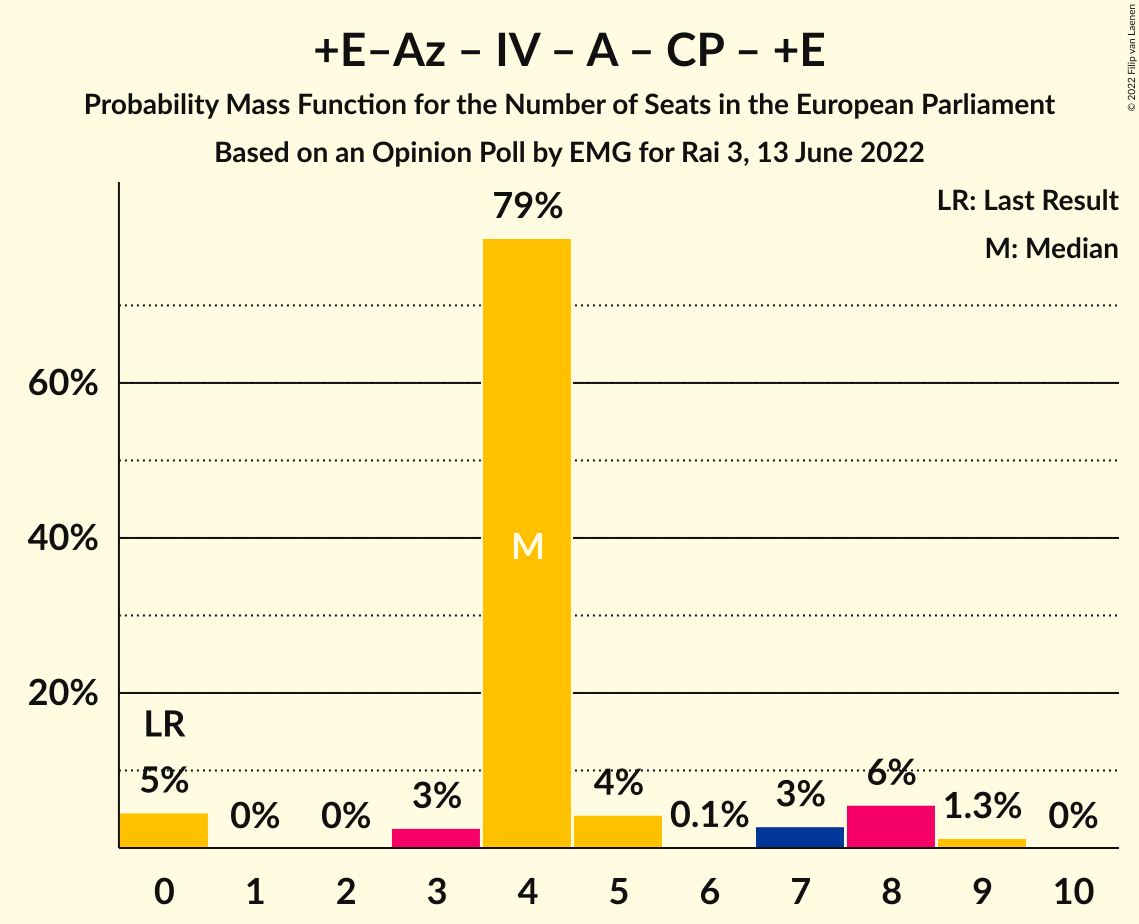 +E–Az – IV – A – CP – +E
Probability Mass Function for the Number of Seats in the European Parliament
Based on an Opinion Poll by EMG for Rai 3, 13 June 2022
© 2022 Filip van Laenen
LR: Last Result
M: Median
79%
60%
40%
M
20%
LR
5%
0%
0%
3%
4%
0.1%
3%
6%
1.3%
0%
0 1 2 3 4 5 6 7 8 9 10